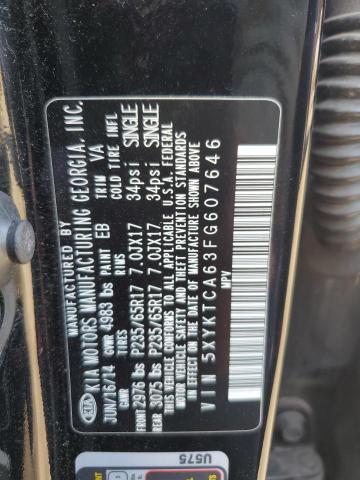 MANUFACTURED BY
KIA KIA MOTORS MANUFACTURING GEORGIA, INC.
JUN/16/14 GVWR 4983 LBS PAINT EB TRIM VA
GAWR TIRES RIMS COLD TIRE INFL
FRONT 2976 LBS P235/65R17 7.0JX17 34psi SINGLE
REAR 3075 LBS P235/65R17 7.0JX17 34psi SINGLE
THIS VEHICLE CONFORMS TO ALL APPLICABLE U.S.A. FEDERAL
MOTOR VEHICLE SAFETY AND THEFT PREVENTION STANDARDS
IN EFFECT ON THE DATE OF MANUFACTURE SHOWN ABOVE
VIN 5XYKTCA63FG607646
MPV
U575